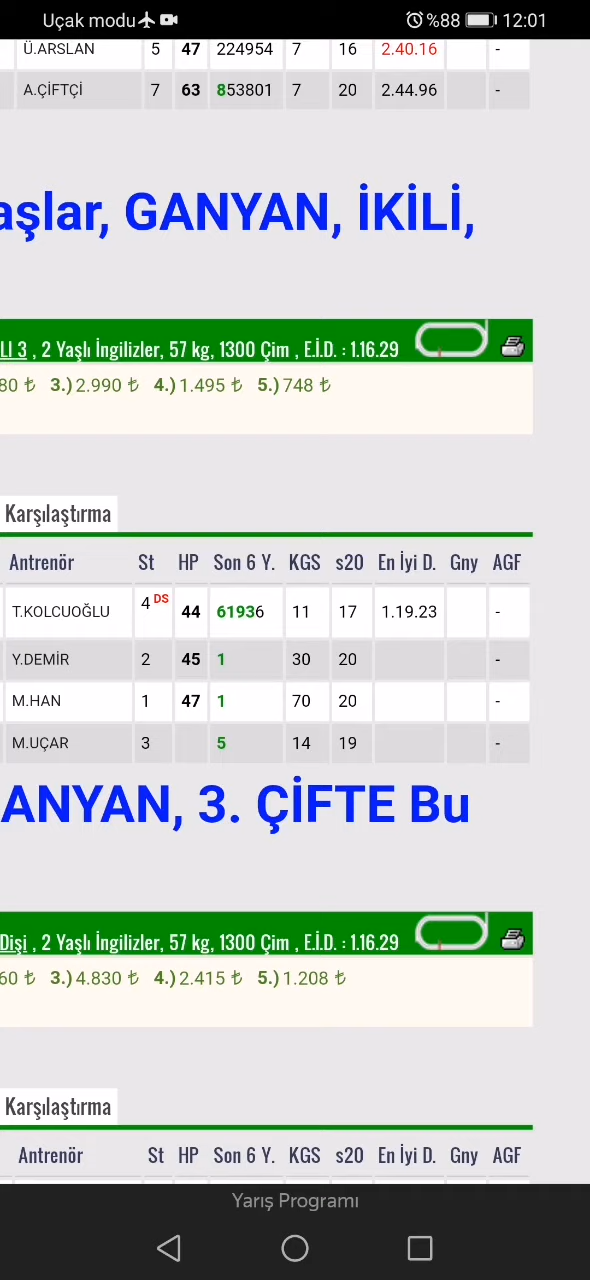 Uçak modu %88 12:01
Ü.ARSLAN 5 47 224954 7 16 2.40.16 -
A.ÇİFTÇİ 7 63 853801 7 20 2.44.96 -
aşlar, GANYAN, İKİLİ,
LI 3 , 2 Yaşlı İngilizler, 57 kg, 1300 Çim , E.İ.D. : 1.16.29
80 ₺ 3.) 2.990 ₺ 4.) 1.495 ₺ 5.) 748 ₺
Karşılaştırma
Antrenör St HP Son 6 Y. KGS s20 En İyi D. Gny AGF
T.KOLCUOĞLU 4 DS 44 61936 11 17 1.19.23 -
Y.DEMİR 2 45 1 30 20 -
M.HAN 1 47 1 70 20 -
M.UÇAR 3 5 14 19 -
ANYAN, 3. ÇİFTE Bu
Dişi , 2 Yaşlı İngilizler, 57 kg, 1300 Çim , E.İ.D. : 1.16.29
60 ₺ 3.) 4.830 ₺ 4.) 2.415 ₺ 5.) 1.208 ₺
Karşılaştırma
Antrenör St HP Son 6 Y. KGS s20 En İyi D. Gny AGF
Yarış Programı